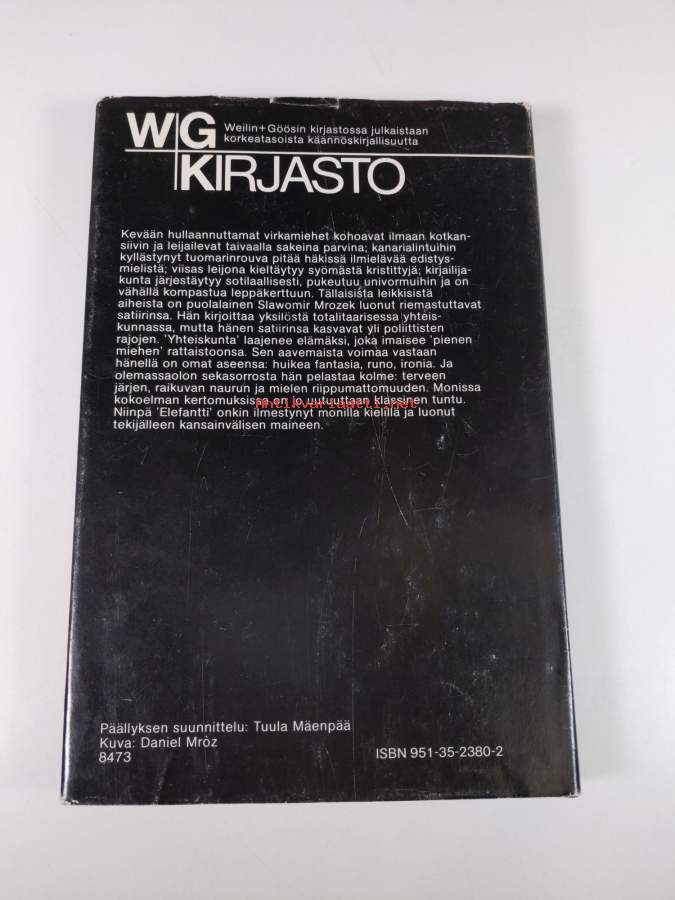 WG
Weilin+Göösin kirjastossa julkaistaan
korkeatasoista käännöskirjallisuutta
KIRJASTO
Kevään hullaannuttamat virkamiehet kohoavat ilmaan kotkan-
siivin ja leijailevat taivaalla sakeina parvina; kanarialintuihin
kyllästynyt tuomarinrouva pitää häkissä ilmielävää edistys-
mielistä; viisas leijona kieltäytyy syömästä kristittyjä; kirjailija-
kunta järjestäytyy sotilaallisesti, pukeutuu univormuihin ja on
vähällä kompastua leppäkerttuun. Tällaisista leikkisistä
aiheista on puolalainen Slawomir Mrozek luonut riemastuttavat
satiirinsa. Hän kirjoittaa yksilöstä totalitaarisessa yhteis-
kunnassa, mutta hänen satiirinsa kasvavat yli poliittisten
rajojen. 'Yhteiskunta' laajenee elämäksi, joka imaisee 'pienen
miehen' rattaistoonsa. Sen aavemaista voimaa vastaan
hänellä on omat aseensa: huikea fantasia, runo, ironia. Ja
olemassaolon sekasorrosta hän pelastaa kolme: terveen
järjen, raikuvan naurun ja mielen riippumattomuuden. Monissa
kokoelman kertomuksissa on jo uutuuttaan klassinen tuntu.
Antikvariaatti.net
Niinpä 'Elefantti' onkin ilmestynyt monilla kielillä ja luonut
tekijälleen kansainvälisen maineen.
Päällyksen suunnittelu: Tuula Mäenpää
Kuva: Daniel Mròz
8473
ISBN 951-35-2380-2